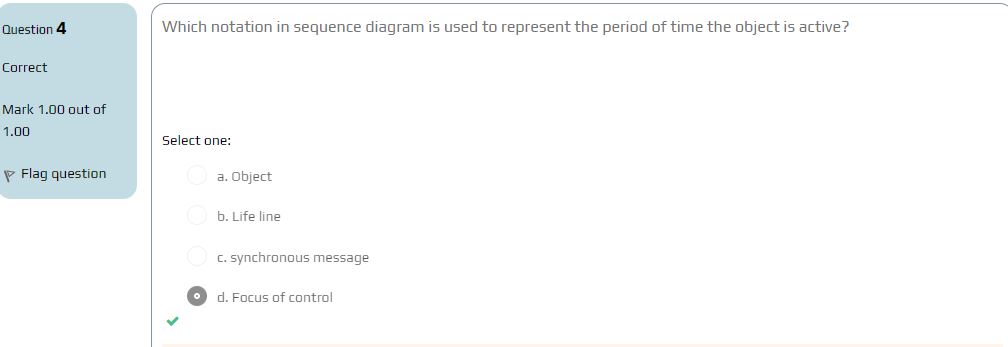 Question 4
Correct
Mark 1.00 out of
1.00
Flag question
Which notation in sequence diagram is used to represent the period of time the object is active?
Select one:
a. Object
b. Life line
c. synchronous message
d. Focus of control